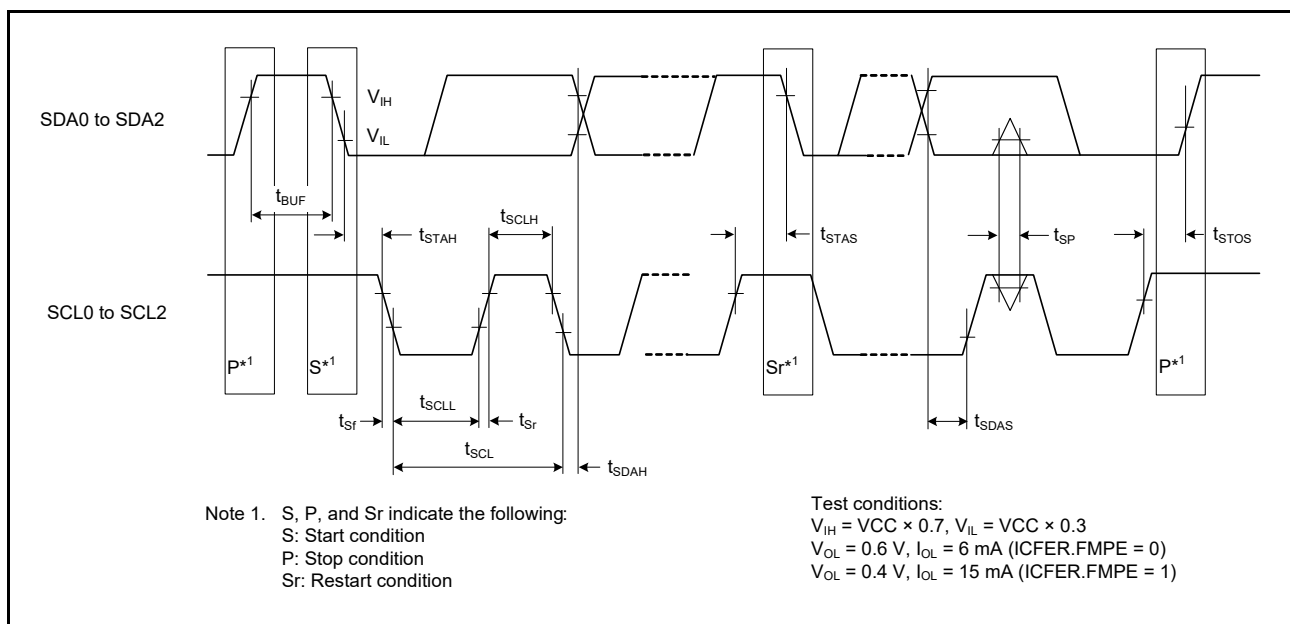 SDA0 to SDA2
V_IH
V_IL
t_BUF
t_STAH
t_SCLH
t_STAS
t_SP
t_STOS
SCL0 to SCL2
P*¹
S*¹
Sr*¹
P*¹
t_Sf
t_SCLL
t_Sr
t_SDAS
t_SCL
t_SDAH
Note 1. S, P, and Sr indicate the following:
S: Start condition
P: Stop condition
Sr: Restart condition
Test conditions:
V_IH = VCC × 0.7, V_IL = VCC × 0.3
V_OL = 0.6 V, I_OL = 6 mA (ICFER.FMPE = 0)
V_OL = 0.4 V, I_OL = 15 mA (ICFER.FMPE = 1)